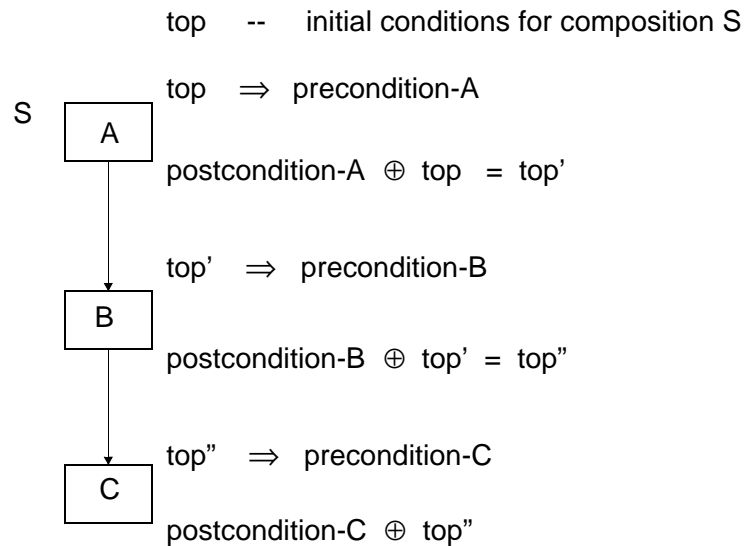 top -- initial conditions for composition S
top ⇒ precondition-A
S
A
postcondition-A ⊕ top = top’
top’ ⇒ precondition-B
B
postcondition-B ⊕ top’ = top”
top” ⇒ precondition-C
C
postcondition-C ⊕ top”